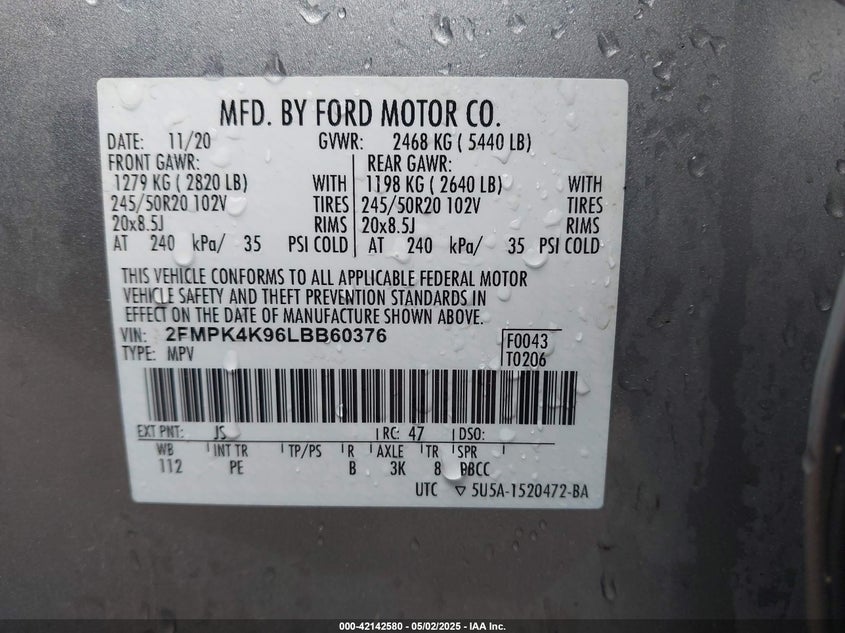 MFD. BY FORD MOTOR CO.
DATE: 11/20 GVWR: 2468 KG ( 5440 LB)
FRONT GAWR: REAR GAWR:
1279 KG ( 2820 LB) WITH 1198 KG ( 2640 LB) WITH
245/50R20 102V TIRES 245/50R20 102V TIRES
20x8.5J RIMS 20x8.5J RIMS
AT 240 kPa/ 35 PSI COLD AT 240 kPa/ 35 PSI COLD
THIS VEHICLE CONFORMS TO ALL APPLICABLE FEDERAL MOTOR
VEHICLE SAFETY AND THEFT PREVENTION STANDARDS IN
EFFECT ON THE DATE OF MANUFACTURE SHOWN ABOVE.
VIN: 2FMPK4K96LBB60376 F0043
TYPE: MPV T0206
EXT PNT: JS RC: 47 DSO:
WB INT TR TP/PS R AXLE TR SPR
112 PE B 3K 8 BBCC
UTC ▽ 5U5A-1520472-BA
000-42142580 — 05/02/2025 — IAA Inc.